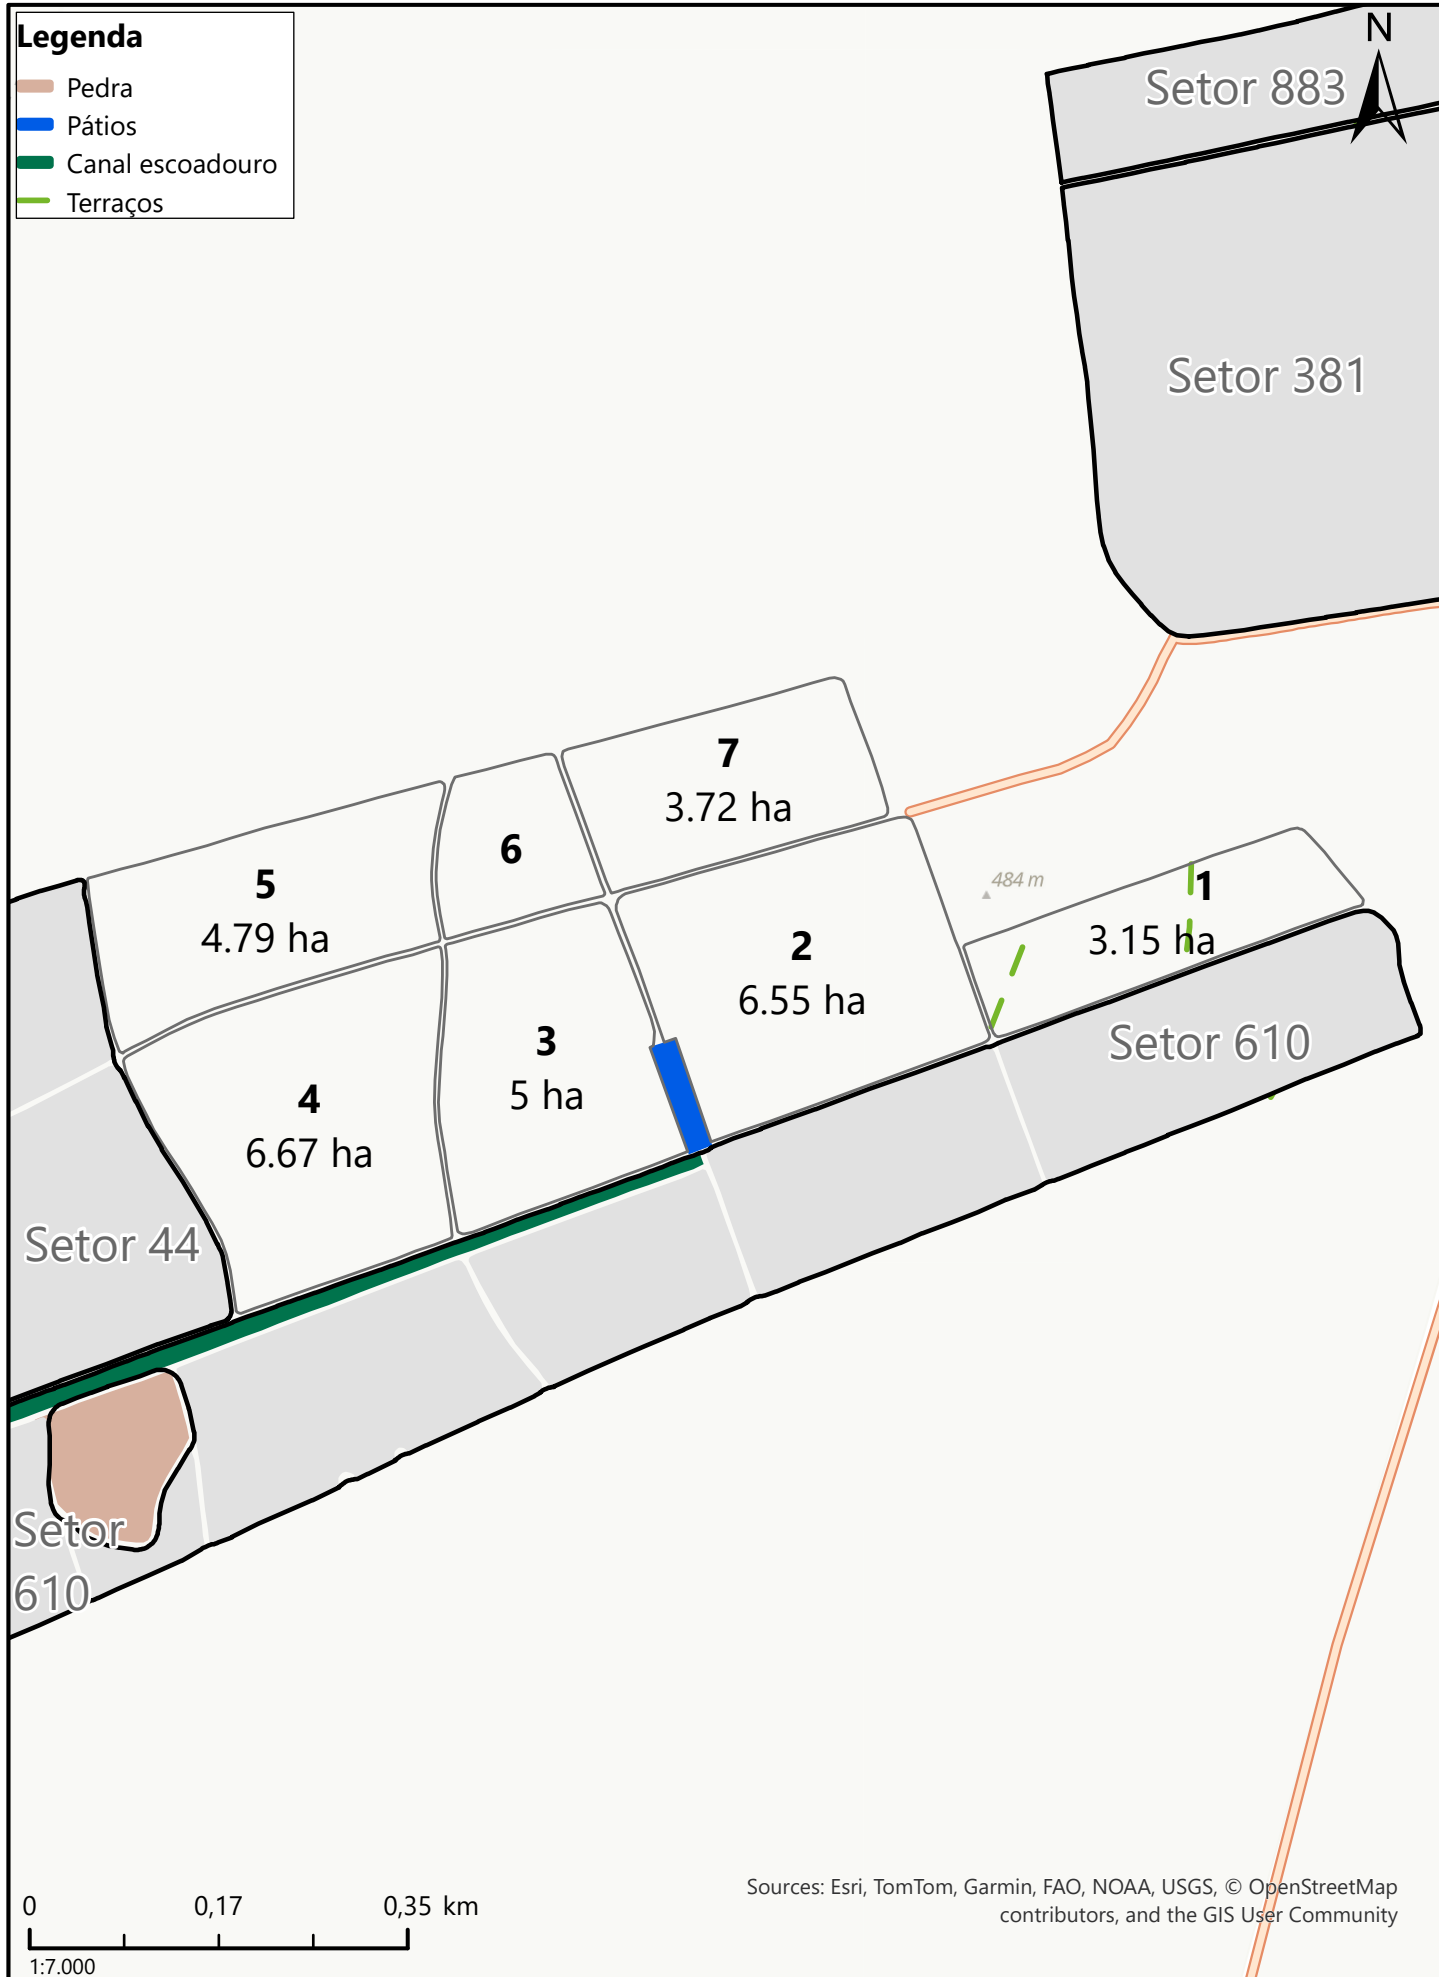 Legenda
Pedra
Pátios
Canal escoadouro
Terraços
N
Setor 883
Setor 381
7
3.72 ha
6
5
4.79 ha
484 m
1
3.15 ha
2
6.55 ha
3
5 ha
Setor 610
4
6.67 ha
Setor 44
Setor
610
0 0,17 0,35 km
1:7.000
Sources: Esri, TomTom, Garmin, FAO, NOAA, USGS, © OpenStreetMap
contributors, and the GIS User Community